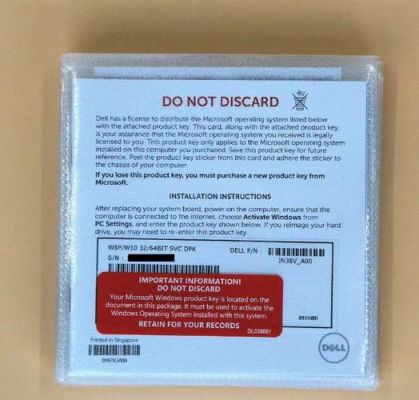 DO NOT DISCARD
Dell has a license to distribute the Microsoft operating system listed below
with the attached product key. This card, along with the attached product key,
is your assurance that the Microsoft operating system you received is legally
licensed to you. This product key only applies to the Microsoft operating system
installed on this computer you purchased. Save this product key for future
reference. Peel the product key sticker from this card and adhere the sticker to
the chassis of your computer.
If you lose this product key, you must purchase a new product key from
Microsoft.
INSTALLATION INSTRUCTIONS
After replacing your system board, power on the computer, ensure that the
computer is connected to the internet, choose Activate Windows from
PC Settings, and enter the product key shown below. If you reimage your hard
drive, you may need to re-enter this product key.
W8P/W10 32/64BIT SVC DPK
DELL P/N :
S/N :
JN38V_A00
IMPORTANT INFORMATION!
DO NOT DISCARD
Your Microsoft Windows product key is located on the
document in this package. It must be used to activate the
Windows Operating System installed with this system.
RETAIN FOR YOUR RECORDS
Printed in Singapore
DELL